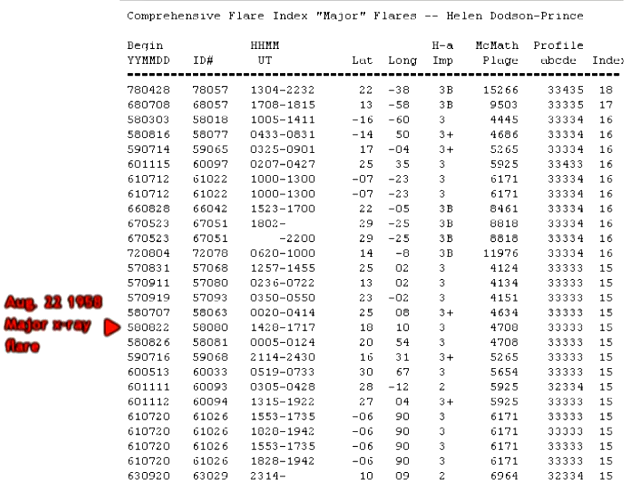 Comprehensive Flare Index "Major" Flares -- Helen Dodson-Prince
Begin HHMM H-a McMath Profile
YYMMDD ID# UT Lat Long Imp Plage abcde Index
780428 78057 1304-2232 22 -38 3B 15266 33435 18
680708 68057 1708-1815 13 -58 3B 9503 33335 17
580303 58018 1005-1411 -16 -60 3 4445 33334 16
580816 58077 0433-0831 -14 50 3+ 4686 33334 16
590714 59065 0325-0901 17 -04 3+ 5265 33334 16
601115 60097 0207-0427 25 35 3 5925 33433 16
610712 61022 1000-1300 -07 -23 3 6171 33334 16
610712 61022 1000-1300 -07 -23 3 6171 33334 16
660828 66042 1523-1700 22 -05 3B 8461 33334 16
670523 67051 1802- 29 -25 3B 8818 33334 16
670523 67051 -2200 29 -25 3B 8818 33334 16
720804 72078 0620-1000 14 -8 3B 11976 33334 16
570831 57068 1257-1455 25 02 3 4124 33333 15
570911 57080 0236-0722 13 02 3 4134 33333 15
570919 57093 0350-0550 23 -02 3 4151 33333 15
580707 58063 0020-0414 25 08 3+ 4634 33333 15
580822 58080 1428-1717 18 10 3 4708 33333 15
580826 58081 0005-0124 20 54 3 4708 33333 15
590716 59068 2114-2430 16 31 3+ 5265 33333 15
600513 60033 0519-0733 30 67 3 5654 33333 15
601111 60093 0305-0428 28 -12 2 5925 32334 15
601112 60094 1315-1922 27 04 3+ 5925 33333 15
610720 61026 1553-1735 -06 90 3 6171 33333 15
610720 61026 1828-1942 -06 90 3 6171 33333 15
610720 61026 1553-1735 -06 90 3 6171 33333 15
610720 61026 1828-1942 -06 90 3 6171 33333 15
630920 63029 2314- 10 09 2 6964 32334 15
Aug. 22 1958
Major x-ray
flare